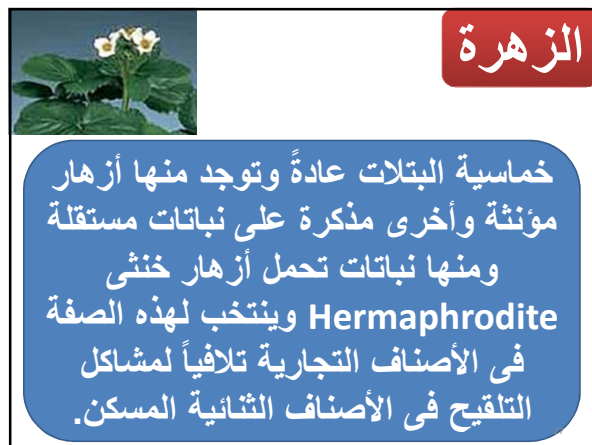 الزهرة
خماسية البتلات عادةً وتوجد منها أزهار
مؤنثة وأخرى مذكرة على نباتات مستقلة
ومنها نباتات تحمل أزهار خنثى
Hermaphrodite وينتخب لهذه الصفة
فى الأصناف التجارية تلافياً لمشاكل
التلقيح فى الأصناف الثنائية المسكن.